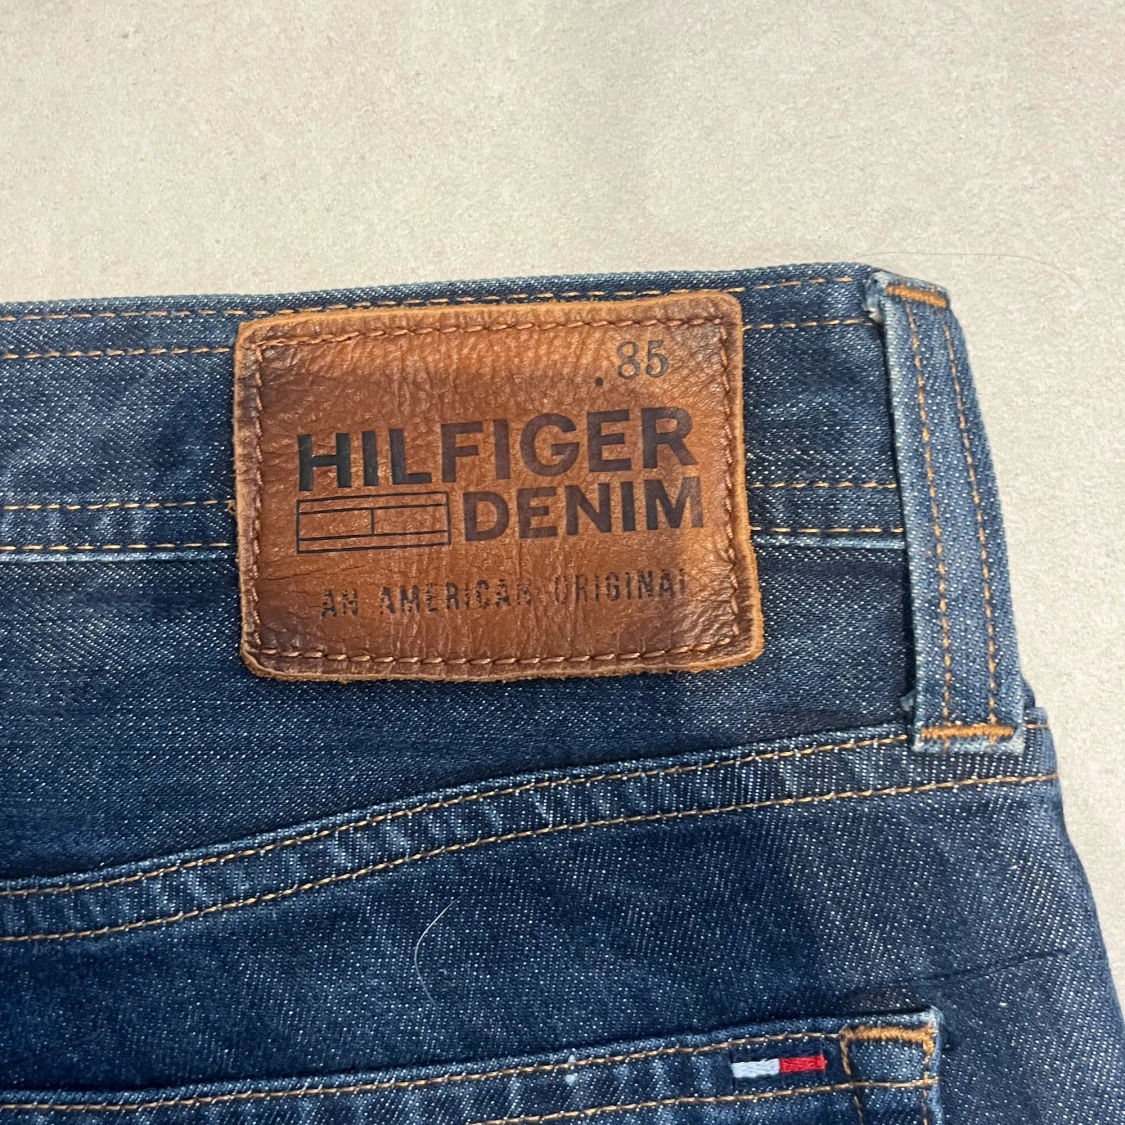 .85
HILFIGER
DENIM
AN AMERICAN ORIGINAL